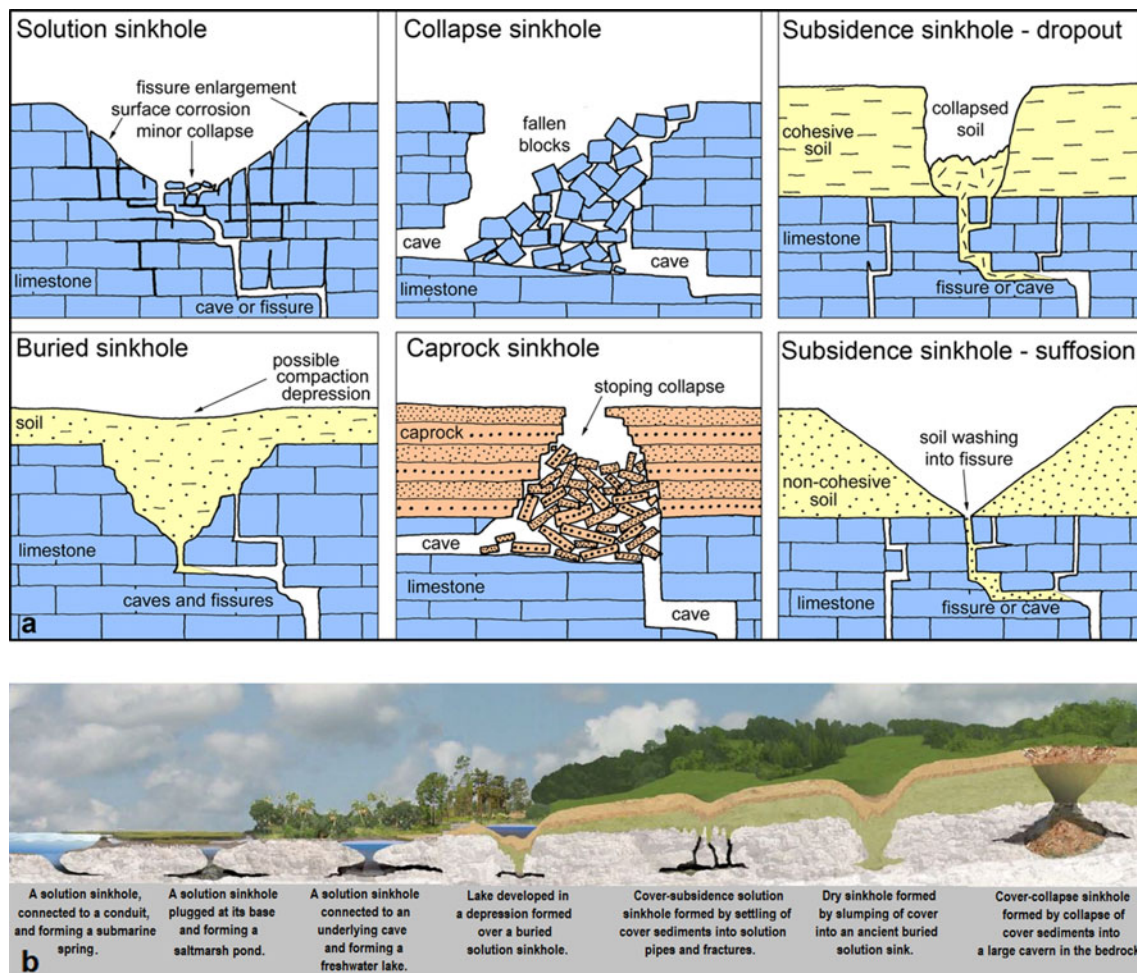 Solution sinkhole
fissure enlargement
surface corrosion
minor collapse
limestone
cave or fissure
Collapse sinkhole
fallen
blocks
cave
cave
limestone
Subsidence sinkhole - dropout
collapsed
soil
cohesive
soil
limestone
fissure or cave
Buried sinkhole
possible
compaction
depression
soil
limestone
caves and fissures
a
Caprock sinkhole
stoping collapse
caprock
cave
limestone
cave
Subsidence sinkhole - suffosion
soil washing
into fissure
non-cohesive
soil
limestone
fissure or cave
A solution sinkhole,
connected to a conduit,
and forming a submarine
spring.
A solution sinkhole
plugged at its base
and forming a
saltmarsh pond.
A solution sinkhole
connected to an
underlying cave
and forming a
freshwater lake.
Lake developed in
a depression formed
over a buried
solution sinkhole.
Cover-subsidence solution
sinkhole formed by settling of
cover sediments into solution
pipes and fractures.
Dry sinkhole formed
by slumping of cover
into an ancient buried
solution sink.
Cover-collapse sinkhole
formed by collapse of
cover sediments into
a large cavern in the bedrock
b